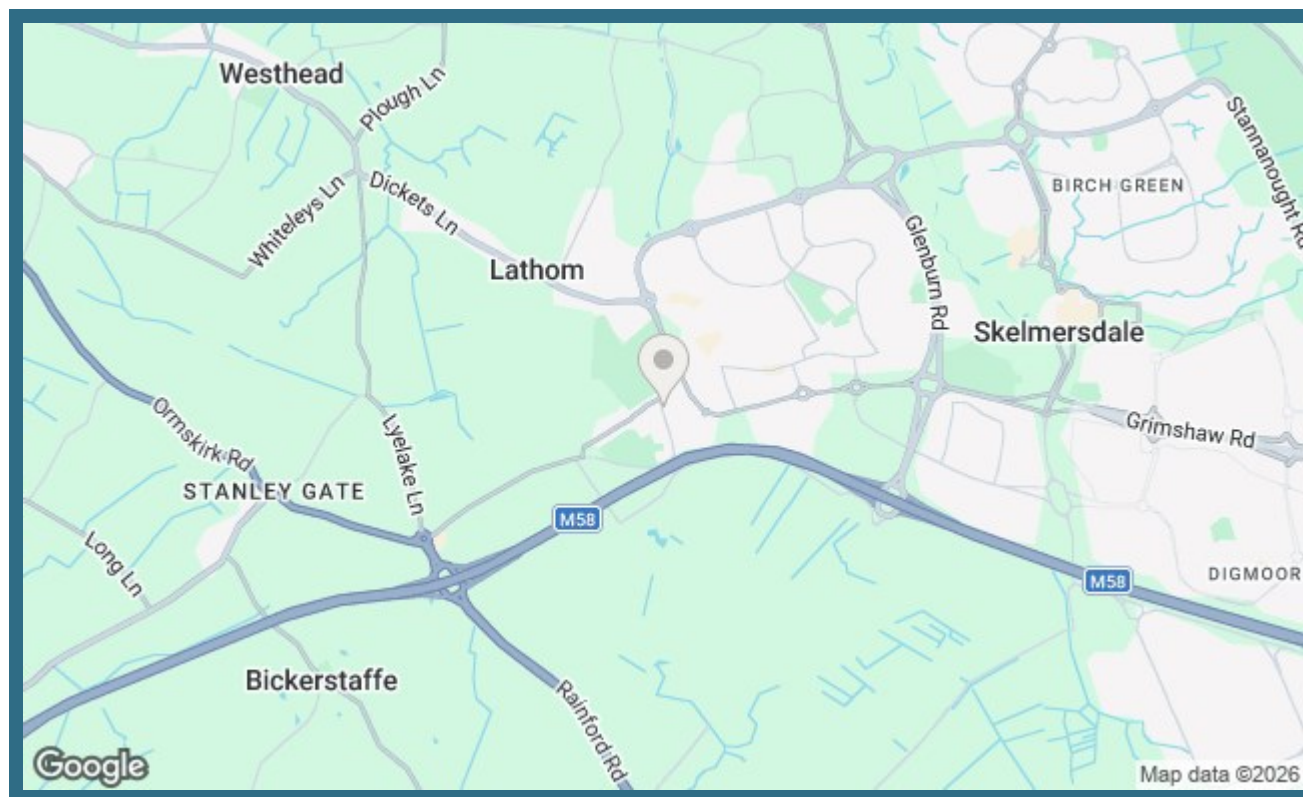 Westhead
Plough Ln
Stannanought Rd
BIRCH GREEN
Dickets Ln
Whiteleys Ln
Glenburn Rd
Lathom
Skelmersdale
Ormskirk Rd
Lyelake Ln
Grimshaw Rd
STANLEY GATE
M58
Long Ln
M58
DIGMOOR
Bickerstaffe
Rainford Rd
Google
Map data ©2026